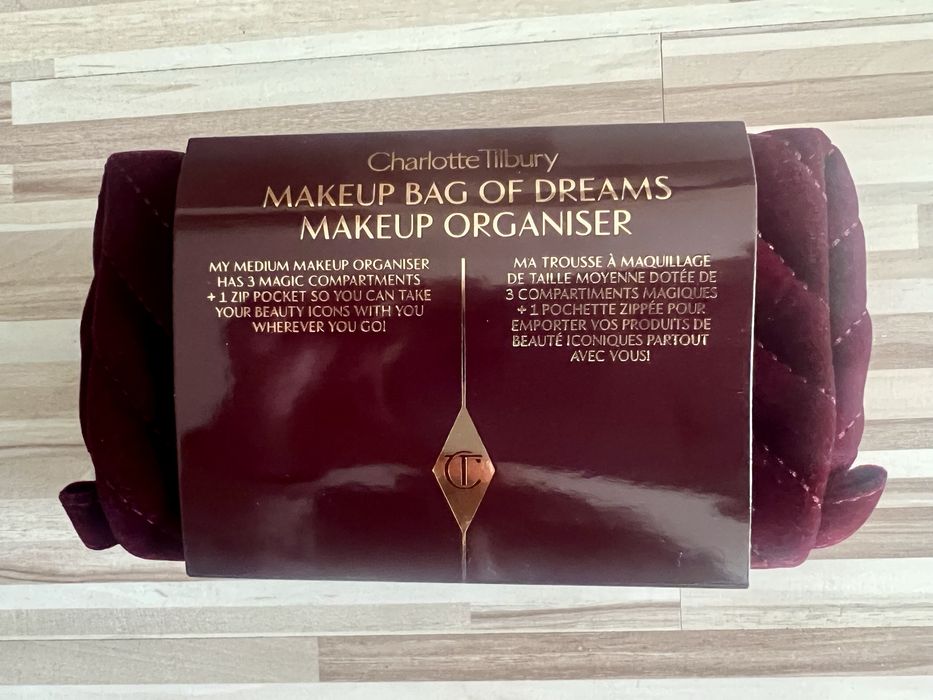 Charlotte Tilbury
MAKEUP BAG OF DREAMS
MAKEUP ORGANISER
MY MEDIUM MAKEUP ORGANISER
HAS 3 MAGIC COMPARTMENTS
+ 1 ZIP POCKET SO YOU CAN TAKE
YOUR BEAUTY ICONS WITH YOU
WHEREVER YOU GO!
MA TROUSSE À MAQUILLAGE
DE TAILLE MOYENNE DOTÉE DE
3 COMPARTIMENTS MAGIQUES
+ 1 POCHETTE ZIPPÉE POUR
EMPORTER VOS PRODUITS DE
BEAUTÉ ICONIQUES PARTOUT
AVEC VOUS!
CT